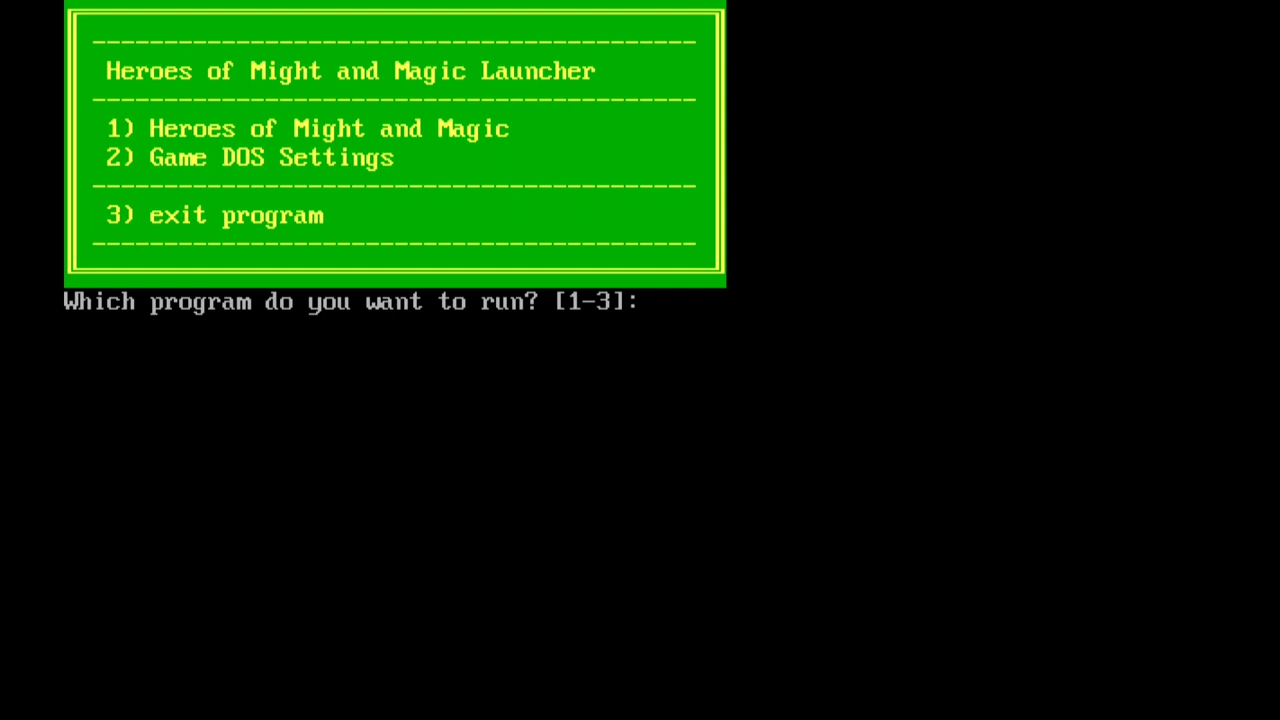 Heroes of Might and Magic Launcher
1) Heroes of Might and Magic
2) Game DOS Settings
3) exit program
Which program do you want to run? [1-3]: